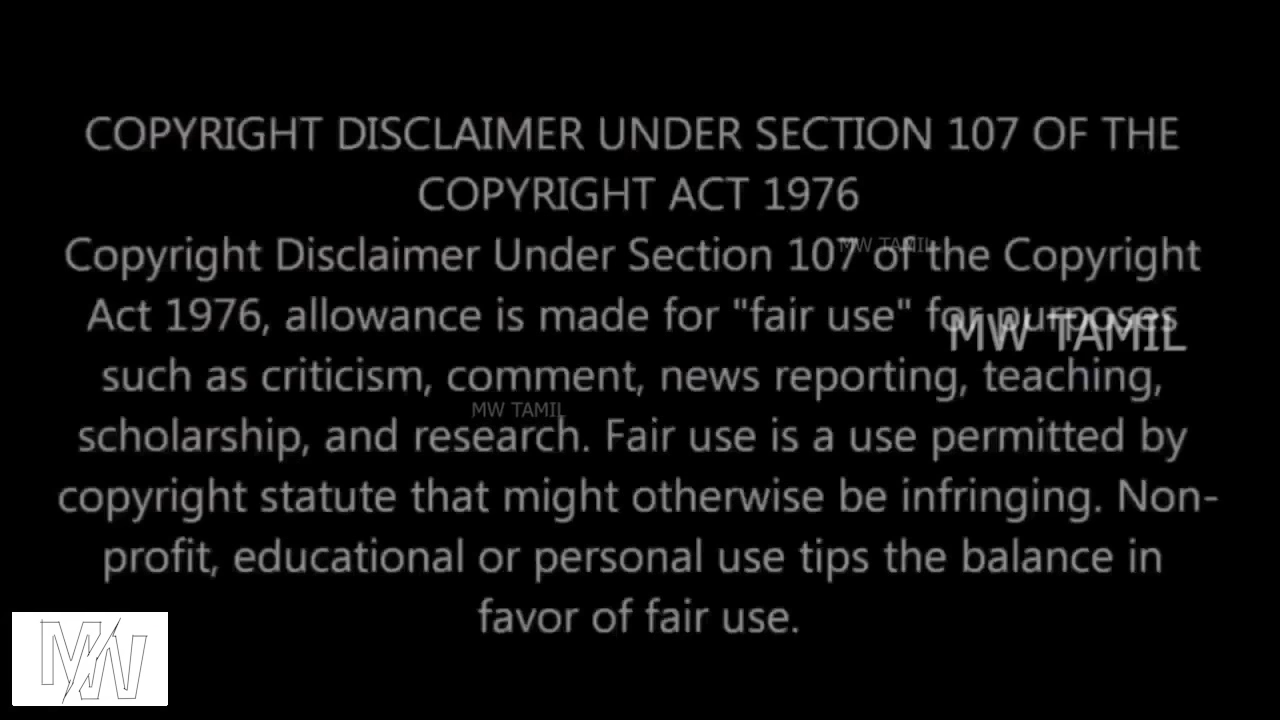 COPYRIGHT DISCLAIMER UNDER SECTION 107 OF THE
COPYRIGHT ACT 1976
Copyright Disclaimer Under Section 107 of the Copyright
MW TAMIL
Act 1976, allowance is made for "fair use" for purposes
MW TAMIL
such as criticism, comment, news reporting, teaching,
MW TAMIL
scholarship, and research. Fair use is a use permitted by
copyright statute that might otherwise be infringing. Non-
profit, educational or personal use tips the balance in
favor of fair use.
MW